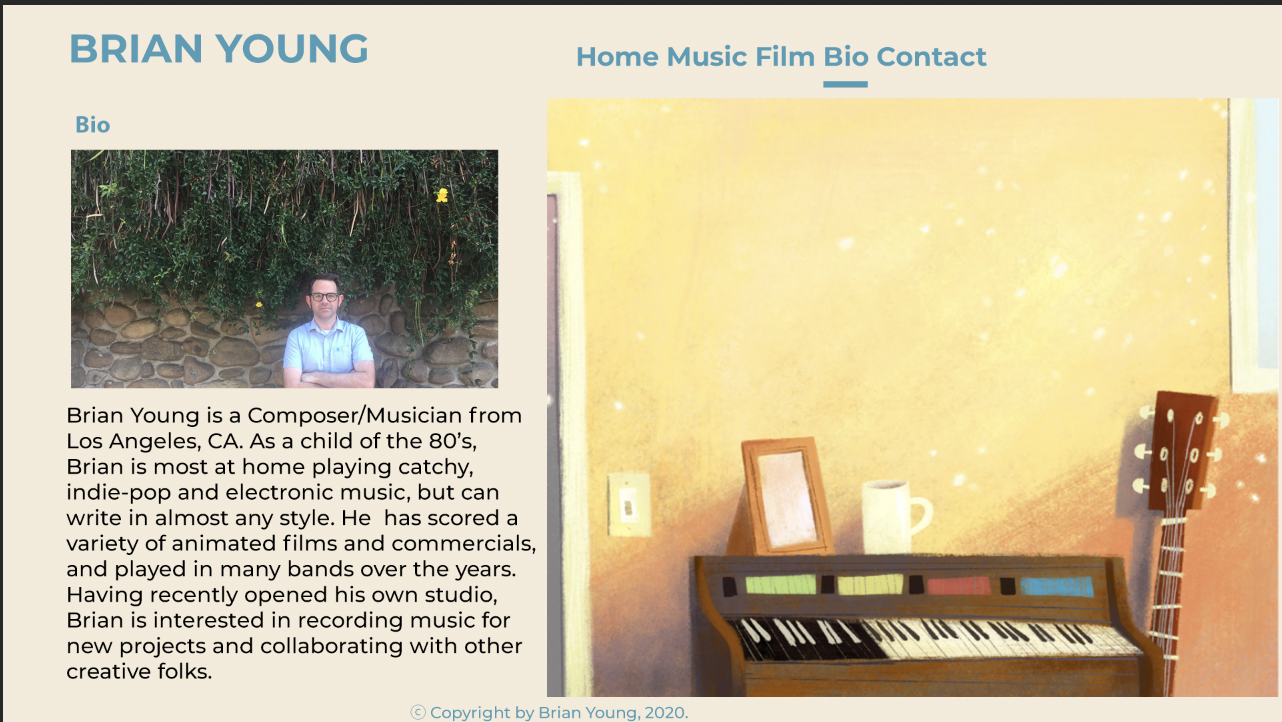 BRIAN YOUNG
Home Music Film Bio Contact
Bio
Brian Young is a Composer/Musician from
Los Angeles, CA. As a child of the 80’s,
Brian is most at home playing catchy,
indie-pop and electronic music, but can
write in almost any style. He  has scored a
variety of animated films and commercials,
and played in many bands over the years.
Having recently opened his own studio,
Brian is interested in recording music for
new projects and collaborating with other
creative folks.
© Copyright by Brian Young, 2020.